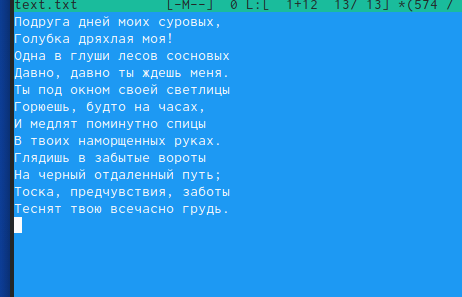 text.txt [-M--] 0 L:[ 1+12 13/ 13] *(574 /
Подруга дней моих суровых,
Голубка дряхлая моя!
Одна в глуши лесов сосновых
Давно, давно ты ждешь меня.
Ты под окном своей светлицы
Горюешь, будто на часах,
И медлят поминутно спицы
В твоих наморщенных руках.
Глядишь в забытые вороты
На черный отдаленный путь;
Тоска, предчувствия, заботы
Теснят твою всечасно грудь.